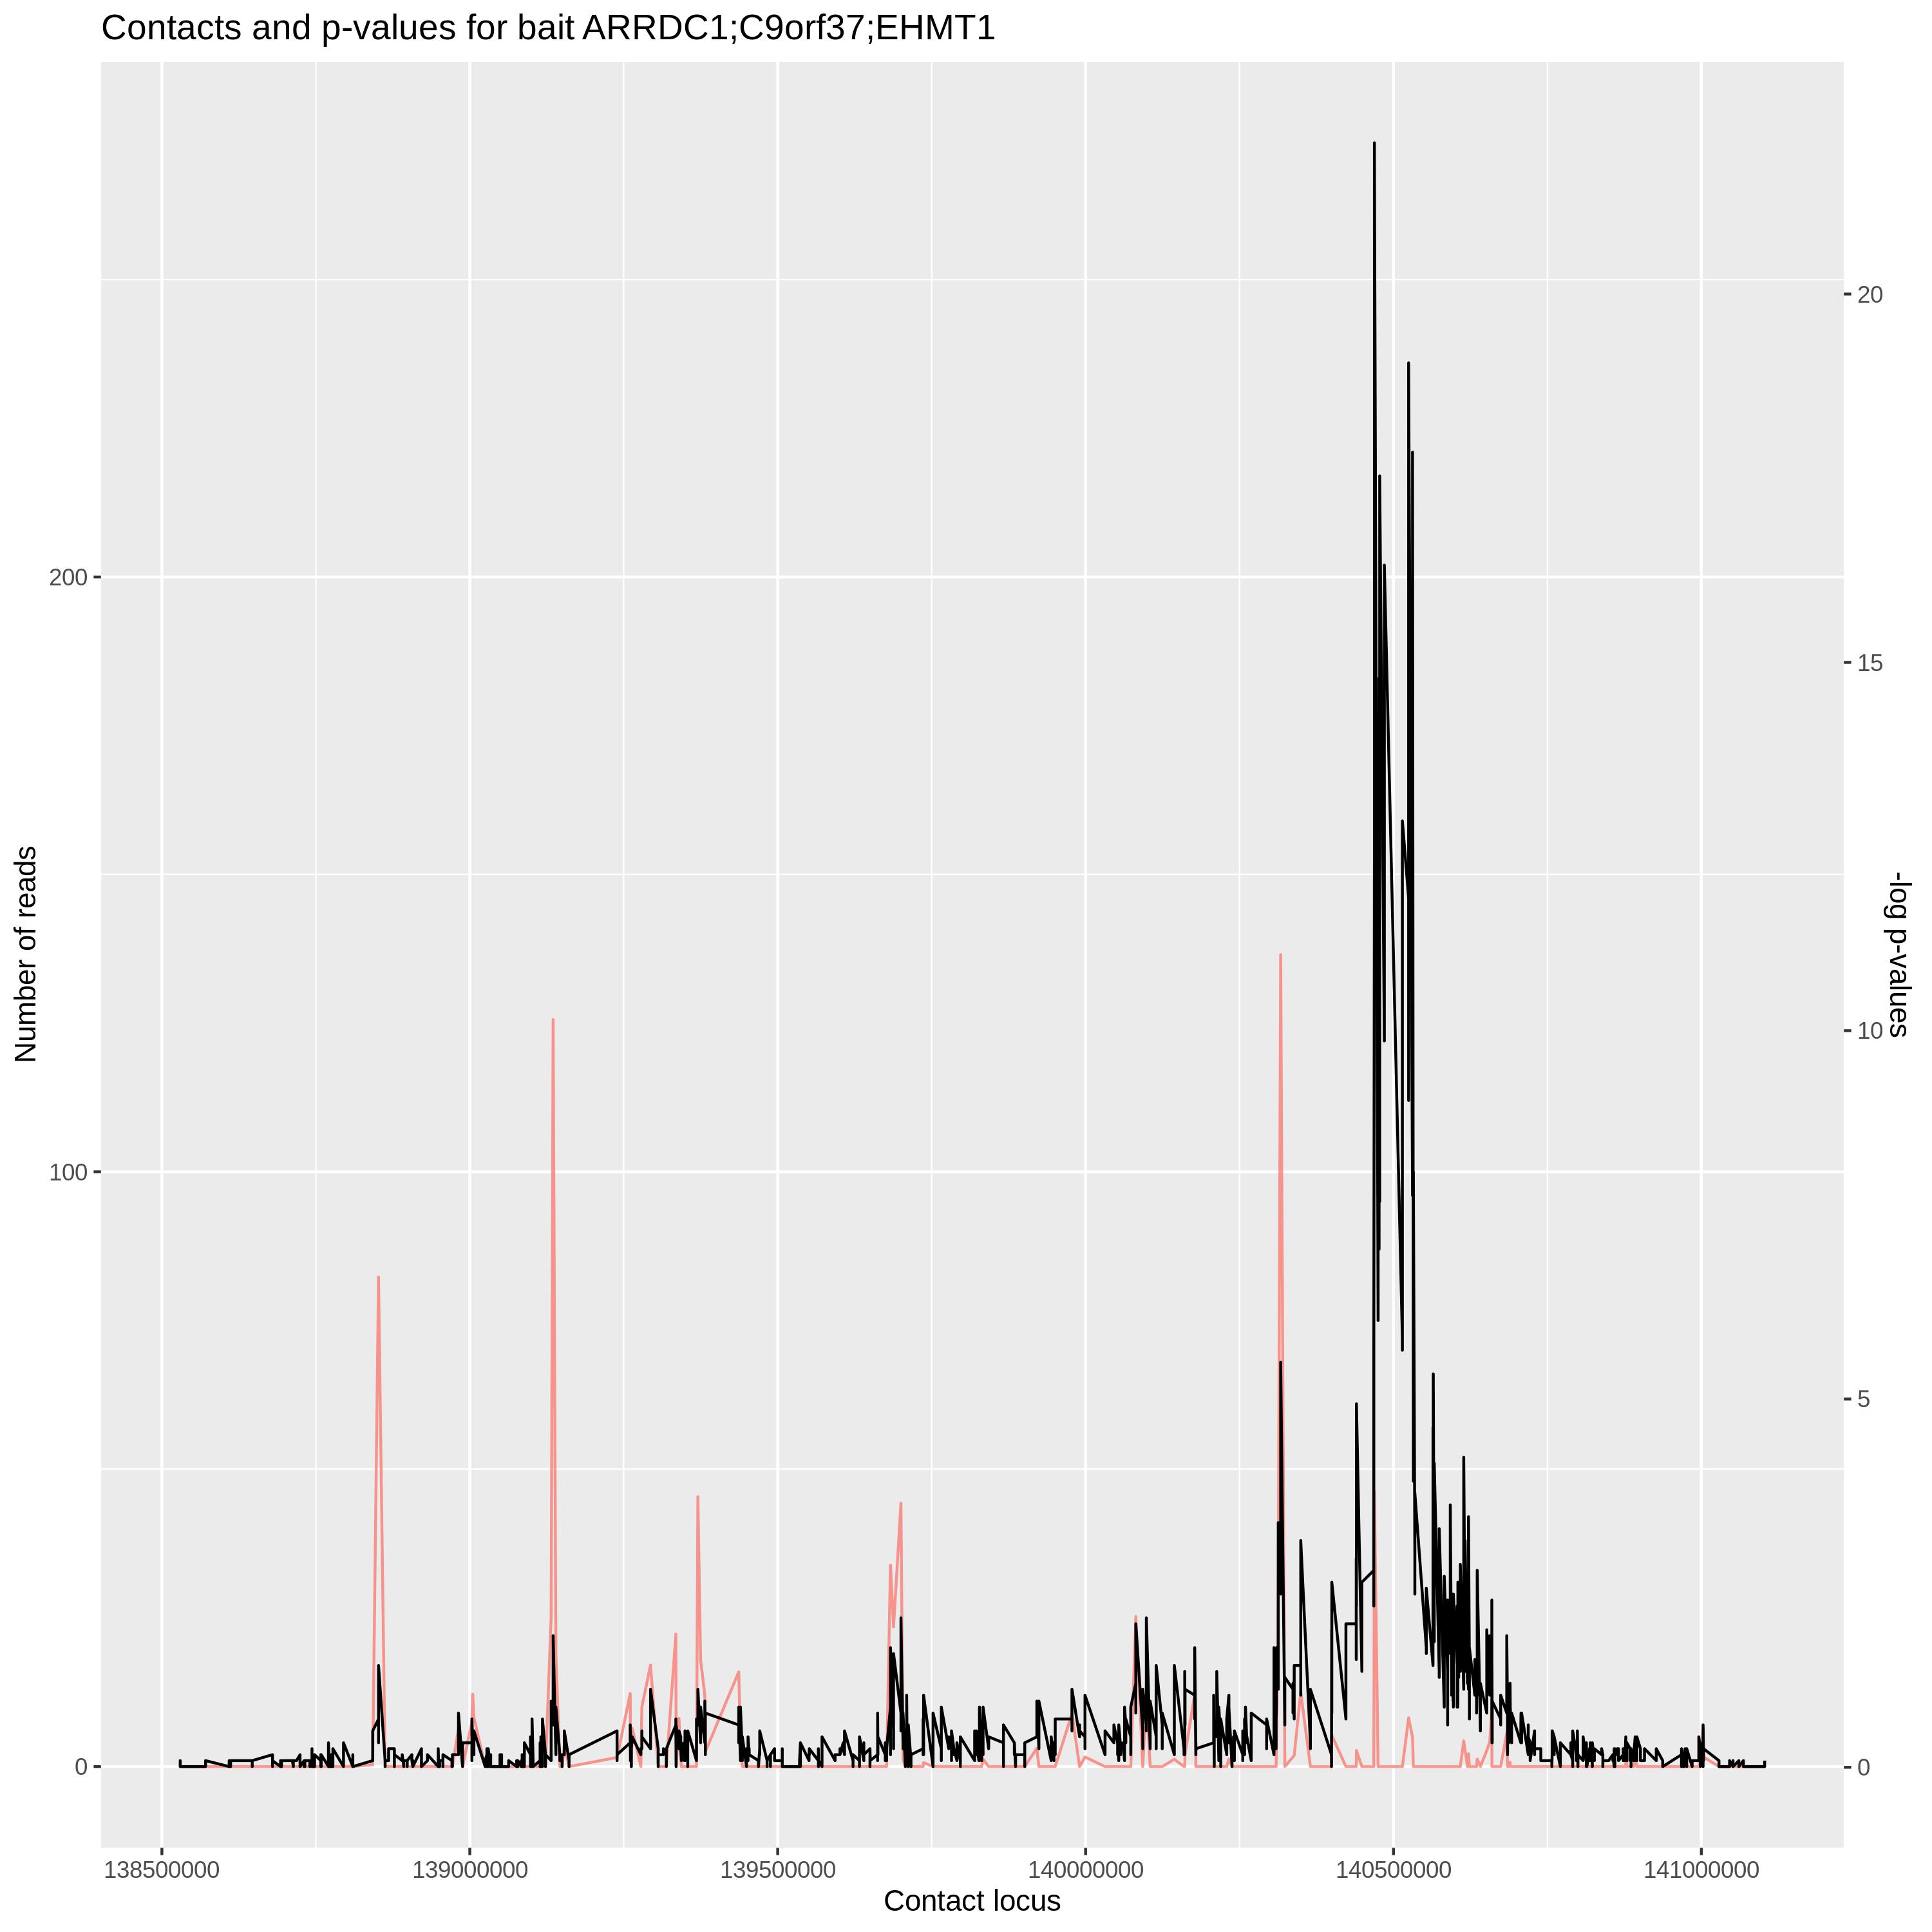 Contacts and p-values for bait ARRDC1;C9orf37;EHMT1
Number of reads
200
100
0
20
15
10
5
0
-log p-values
138500000 139000000 139500000 140000000 140500000 141000000
Contact locus